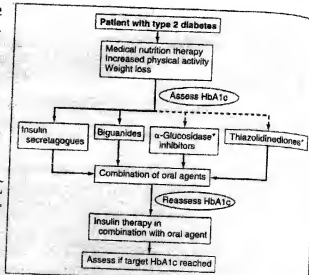 Patient with type 2 diabetes
Medical nutrition therapy
Increased physical activity
Weight loss
Assess HbA1c
Insulin
secretagogues
Biguanides
α-Glucosidase*
inhibitors
Thiazolidinediones*
Combination of oral agents
Reassess HbA1c
Insulin therapy in
combination with oral agent
Assess if target HbA1c reached